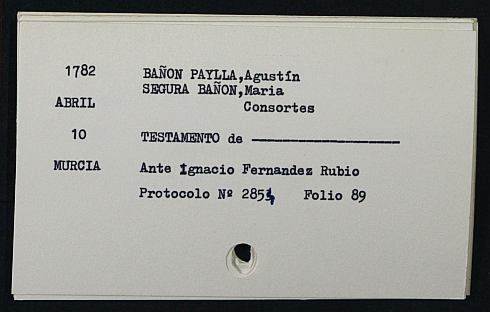 1782 BAÑON PAYLLA,Agustín
SEGURA BAÑON,Maria
ABRIL Consortes
10 TESTAMENTO de ————————
MURCIA Ante Ignacio Fernandez Rubio
Protocolo Nº 2854 Folio 89